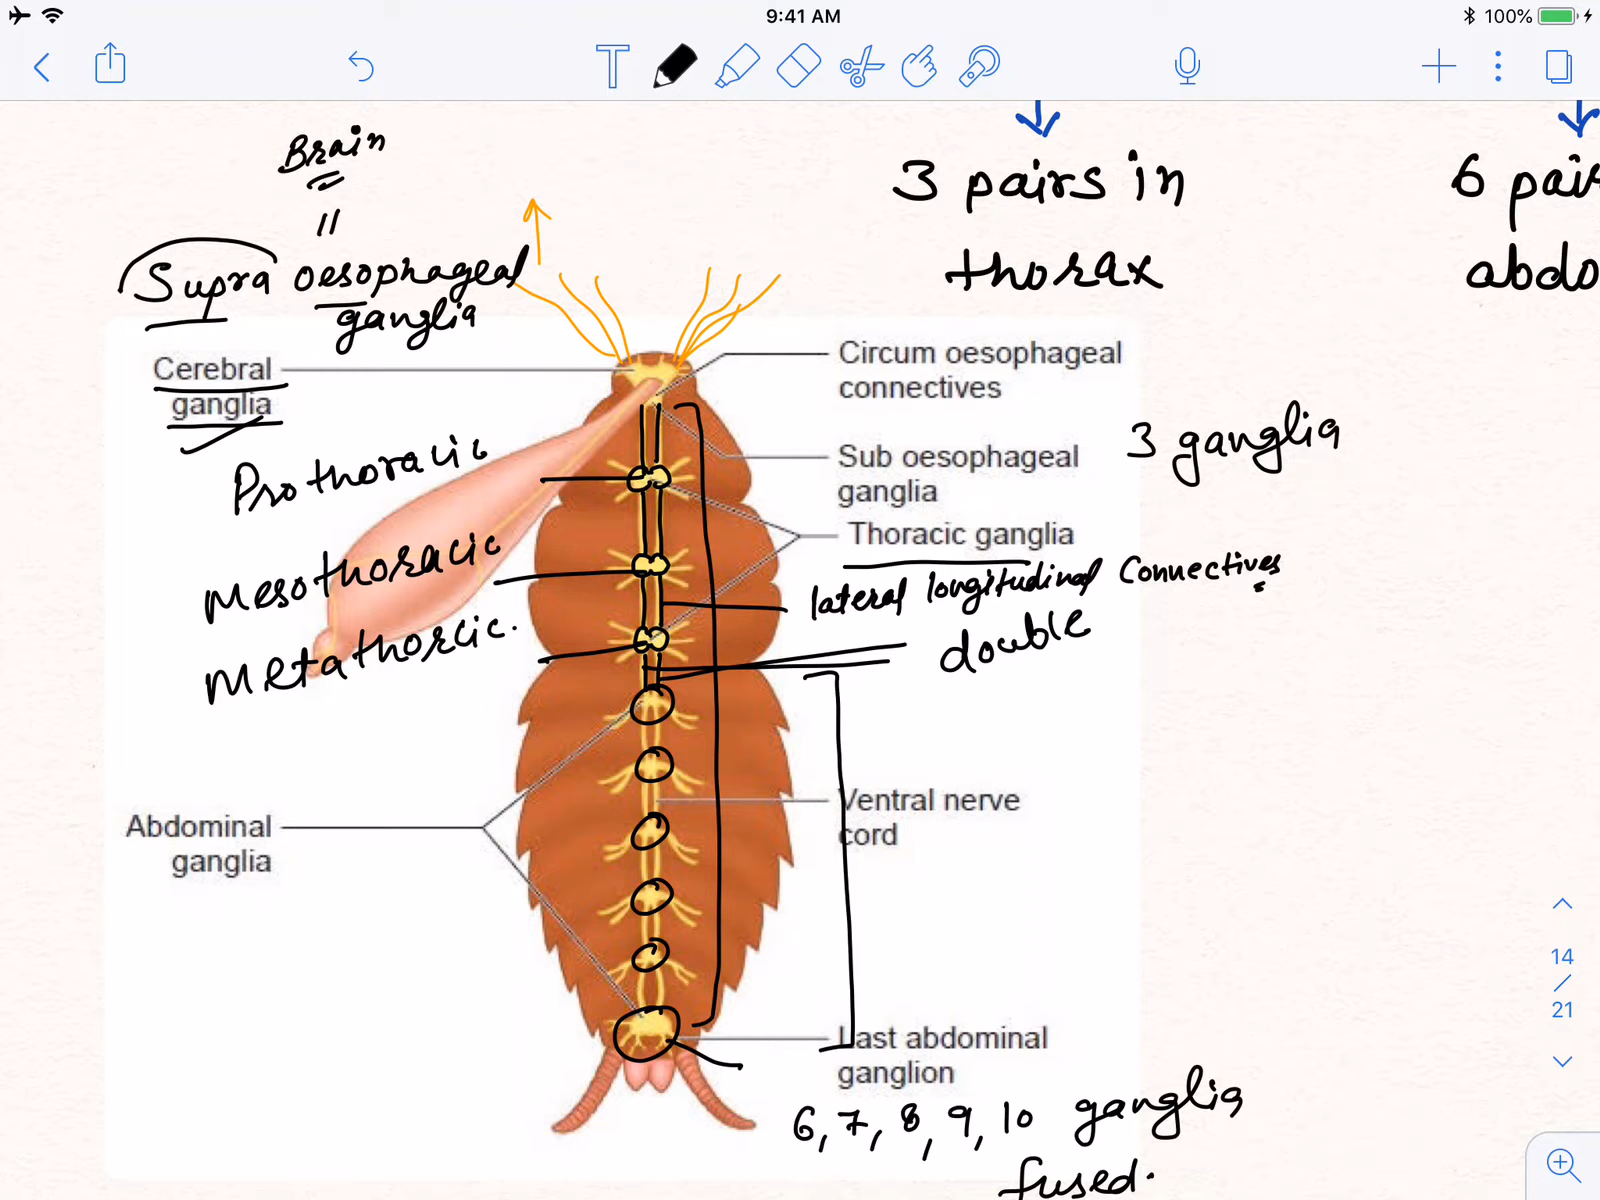 9:41 AM
100%
T
Brain
=
||
Supra oesophageal
ganglia
3 pairs in
thorax
6 pair
abdo
Cerebral
ganglia
Circum oesophageal
connectives
3 ganglia
Sub oesophageal
ganglia
Prothoracic
Thoracic ganglia
Mesothoracic
lateral longitudinal Connectives
double
Metathorcic.
Ventral nerve
cord
Abdominal
ganglia
14
/
21
Last abdominal
ganglion
6, 7, 8, 9, 10 ganglia
fused.